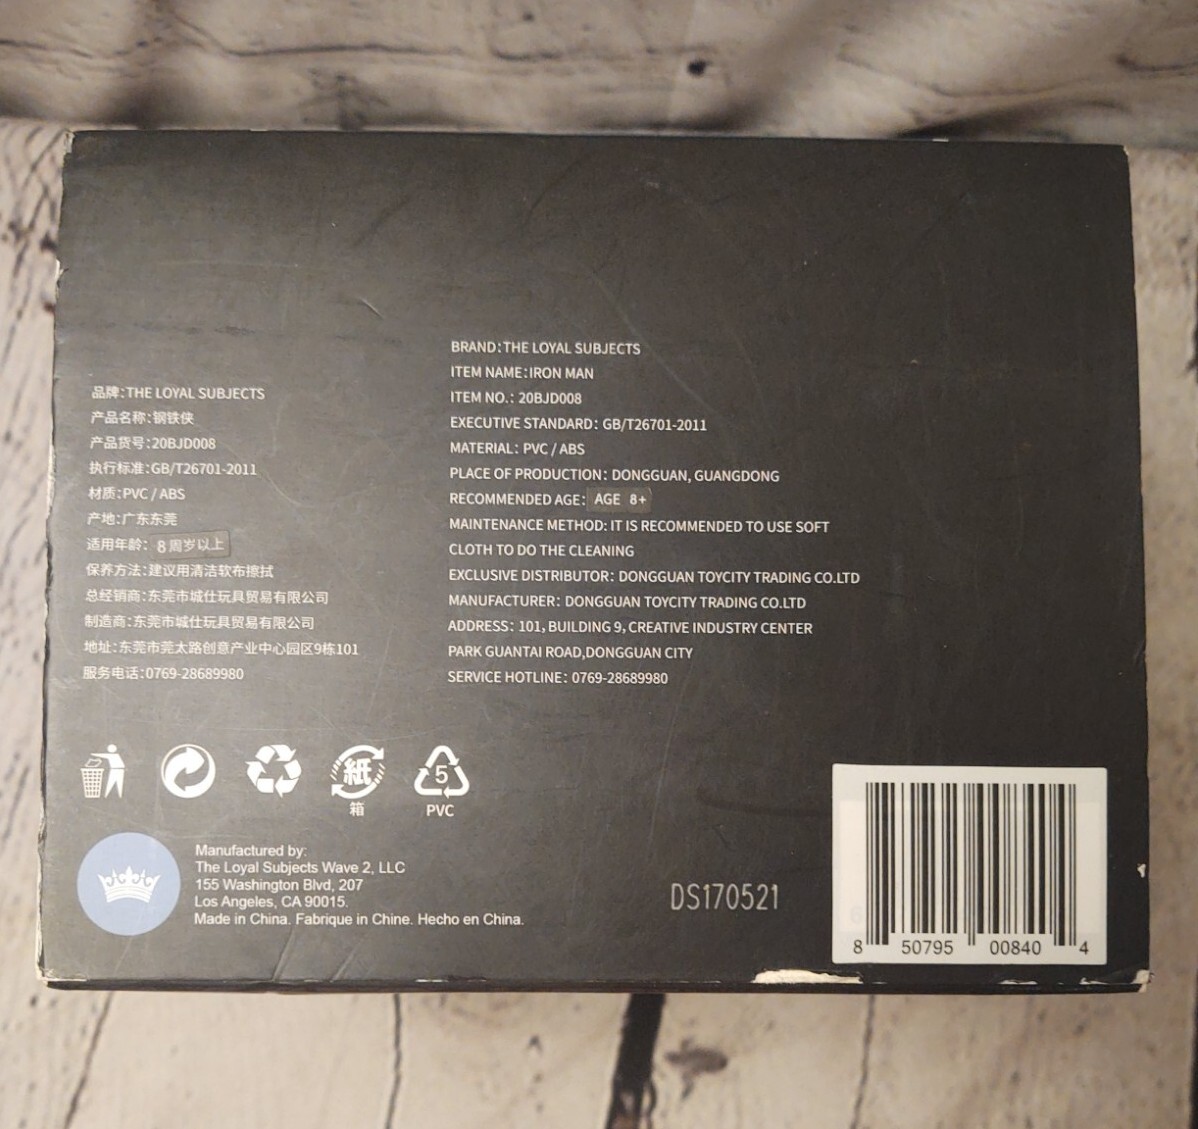 品牌:THE LOYAL SUBJECTS
产品名称:钢铁侠
产品货号:20BJD008
执行标准:GB/T26701-2011
材质:PVC / ABS
产地:广东东莞
适用年龄: 8周岁以上
保养方法:建议用清洁软布擦拭
总经销商:东莞市城仕玩具贸易有限公司
制造商:东莞市城仕玩具贸易有限公司
地址:东莞市莞太路创意产业中心园区9栋101
服务电话:0769-28689980
BRAND:THE LOYAL SUBJECTS
ITEM NAME:IRON MAN
ITEM NO.: 20BJD008
EXECUTIVE STANDARD: GB/T26701-2011
MATERIAL: PVC / ABS
PLACE OF PRODUCTION: DONGGUAN, GUANGDONG
RECOMMENDED AGE: AGE 8+
MAINTENANCE METHOD: IT IS RECOMMENDED TO USE SOFT
CLOTH TO DO THE CLEANING
EXCLUSIVE DISTRIBUTOR: DONGGUAN TOYCITY TRADING CO.LTD
MANUFACTURER: DONGGUAN TOYCITY TRADING CO.LTD
ADDRESS: 101, BUILDING 9, CREATIVE INDUSTRY CENTER
PARK GUANTAI ROAD,DONGGUAN CITY
SERVICE HOTLINE: 0769-28689980
紙
箱
5
PVC
Manufactured by:
The Loyal Subjects Wave 2, LLC
155 Washington Blvd, 207
Los Angeles, CA 90015.
Made in China. Fabrique in Chine. Hecho en China.
DS170521
8 50795 00840 4